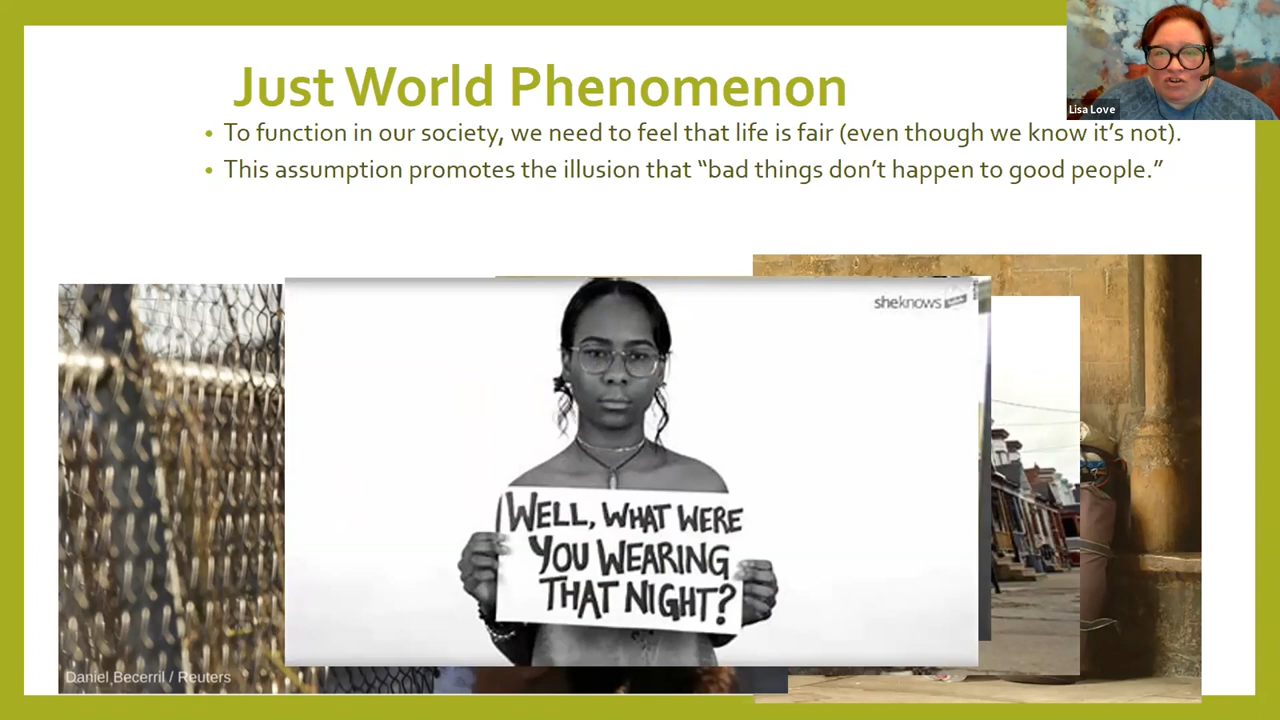 Just World Phenomenon
Lisa Love
• To function in our society, we need to feel that life is fair (even though we know it’s not).
• This assumption promotes the illusion that “bad things don’t happen to good people.”
sheknows
WELL, WHAT WERE
YOU WEARING
THAT NIGHT?
Daniel Becerril / Reuters